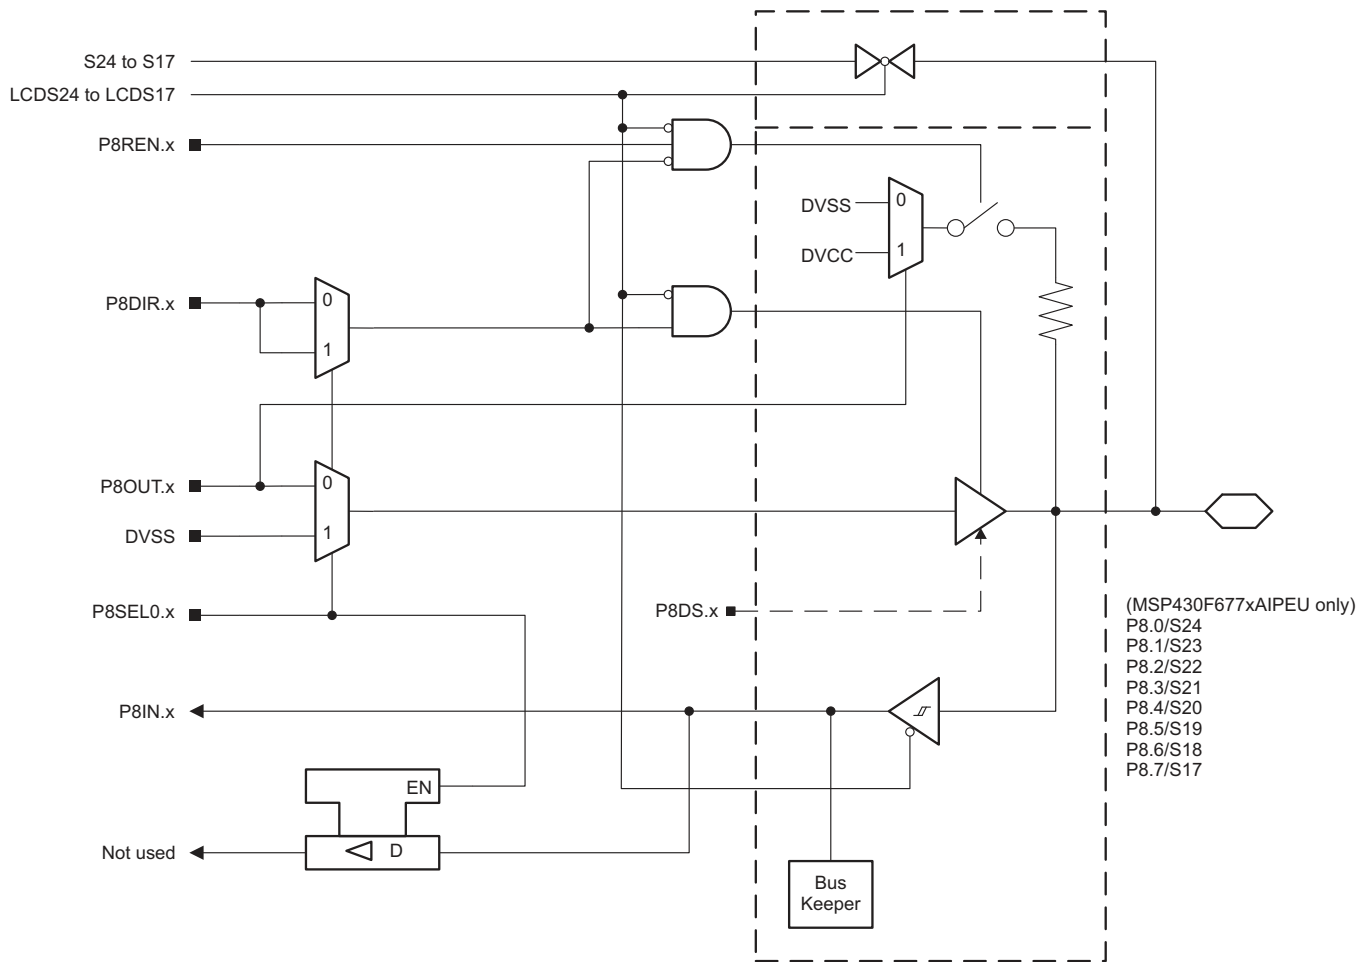 S24 to S17
LCDS24 to LCDS17
P8REN.x
DVSS
0
DVCC
1
P8DIR.x
0
1
P8OUT.x
0
DVSS
1
P8SEL0.x
P8DS.x
(MSP430F677xAIPEU only)
P8.0/S24
P8.1/S23
P8.2/S22
P8.3/S21
P8.4/S20
P8.5/S19
P8.6/S18
P8.7/S17
P8IN.x
EN
Not used
D
Bus
Keeper